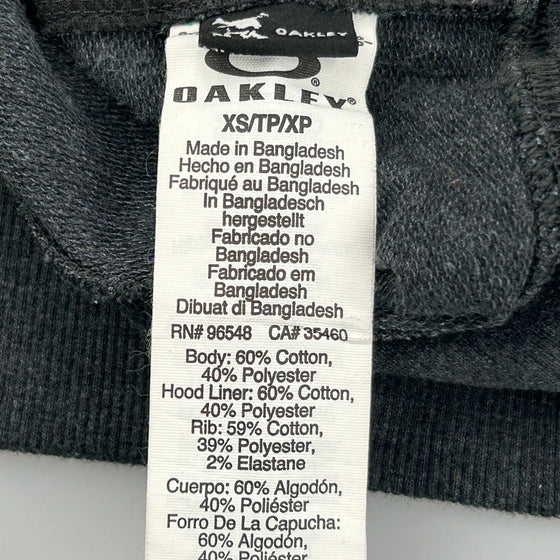 OAKLEY
®
OAKLEY®
XS/TP/XP
Made in Bangladesh
Hecho en Bangladesh
Fabriqué au Bangladesh
In Bangladesch
hergestellt
Fabricado no
Bangladesh
Fabricado em
Bangladesh
Dibuat di Bangladesh
RN# 96548 CA# 35460
Body: 60% Cotton,
40% Polyester
Hood Liner: 60% Cotton,
40% Polyester
Rib: 59% Cotton,
39% Polyester,
2% Elastane
Cuerpo: 60% Algodón,
40% Poliéster
Forro De La Capucha:
60% Algodón,
40% Poliéster